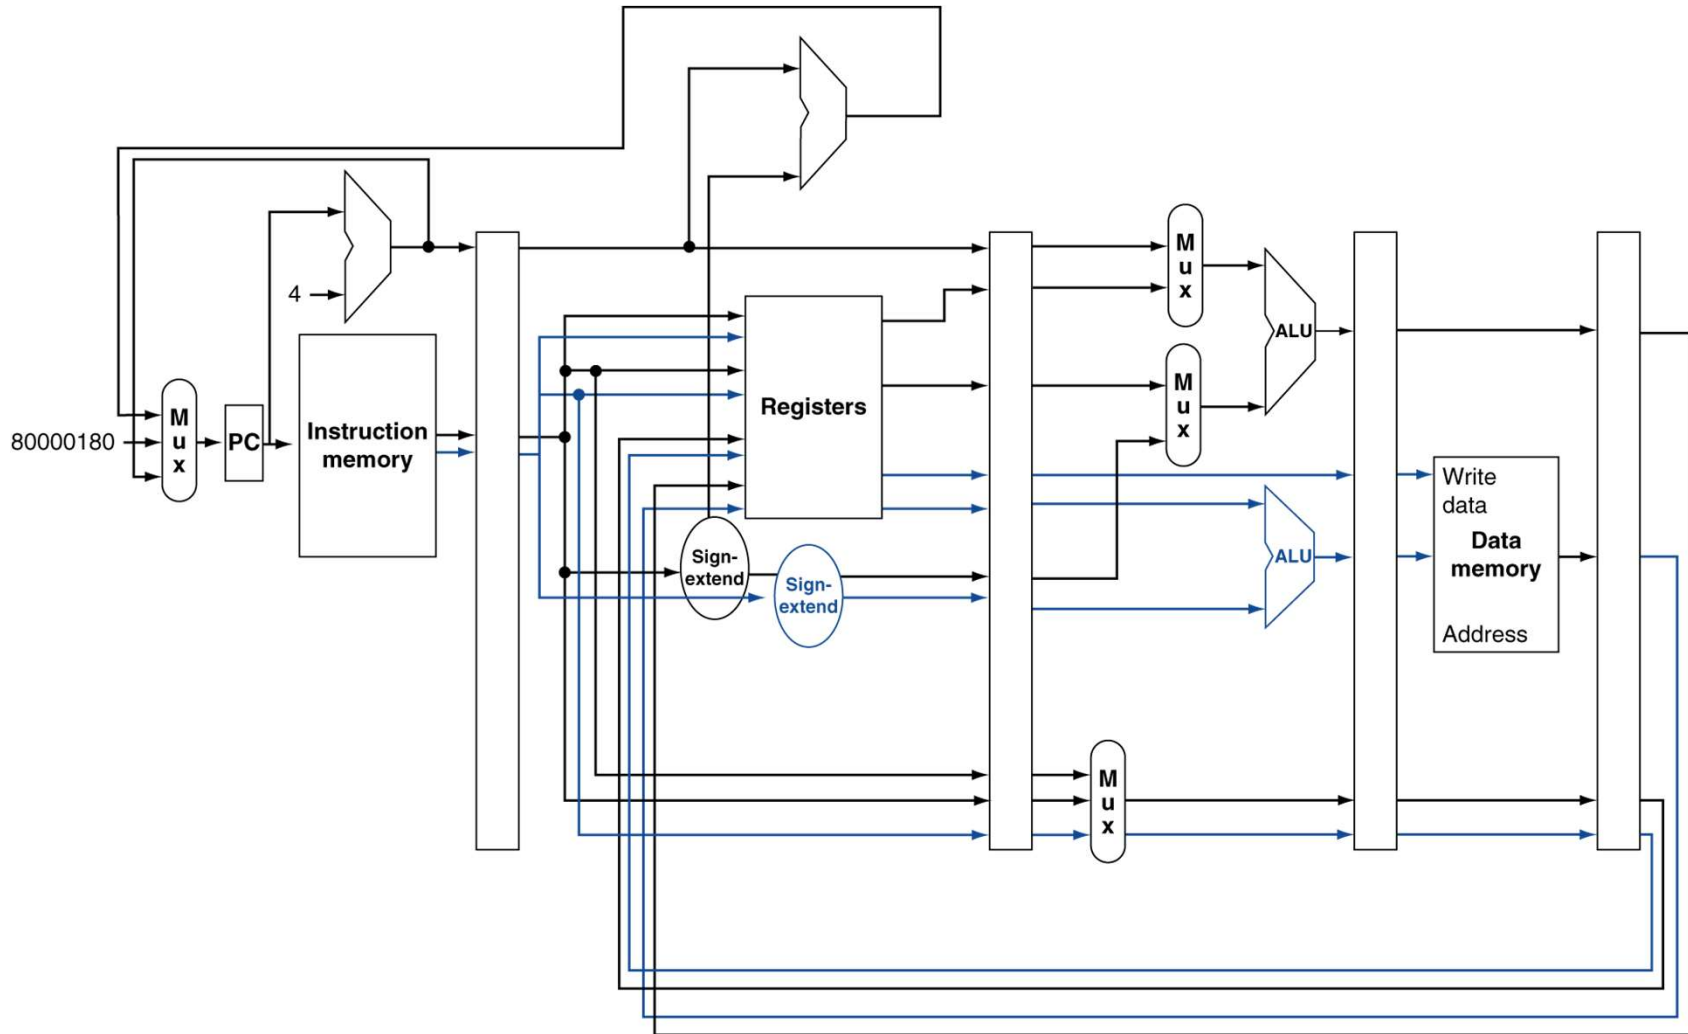 4
80000180
M
u
x
PC
Instruction
memory
Registers
Sign-
extend
Sign-
extend
M
u
x
M
u
x
ALU
ALU
M
u
x
Write
data
Data
memory
Address